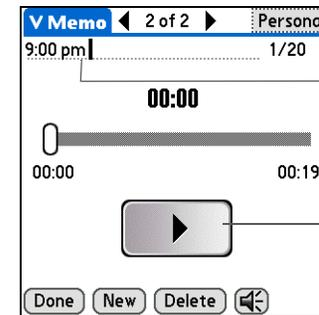 V Memo 2 of 2 Persona
9:00 pm 1/20
00:00
00:00 00:19
Done New Delete